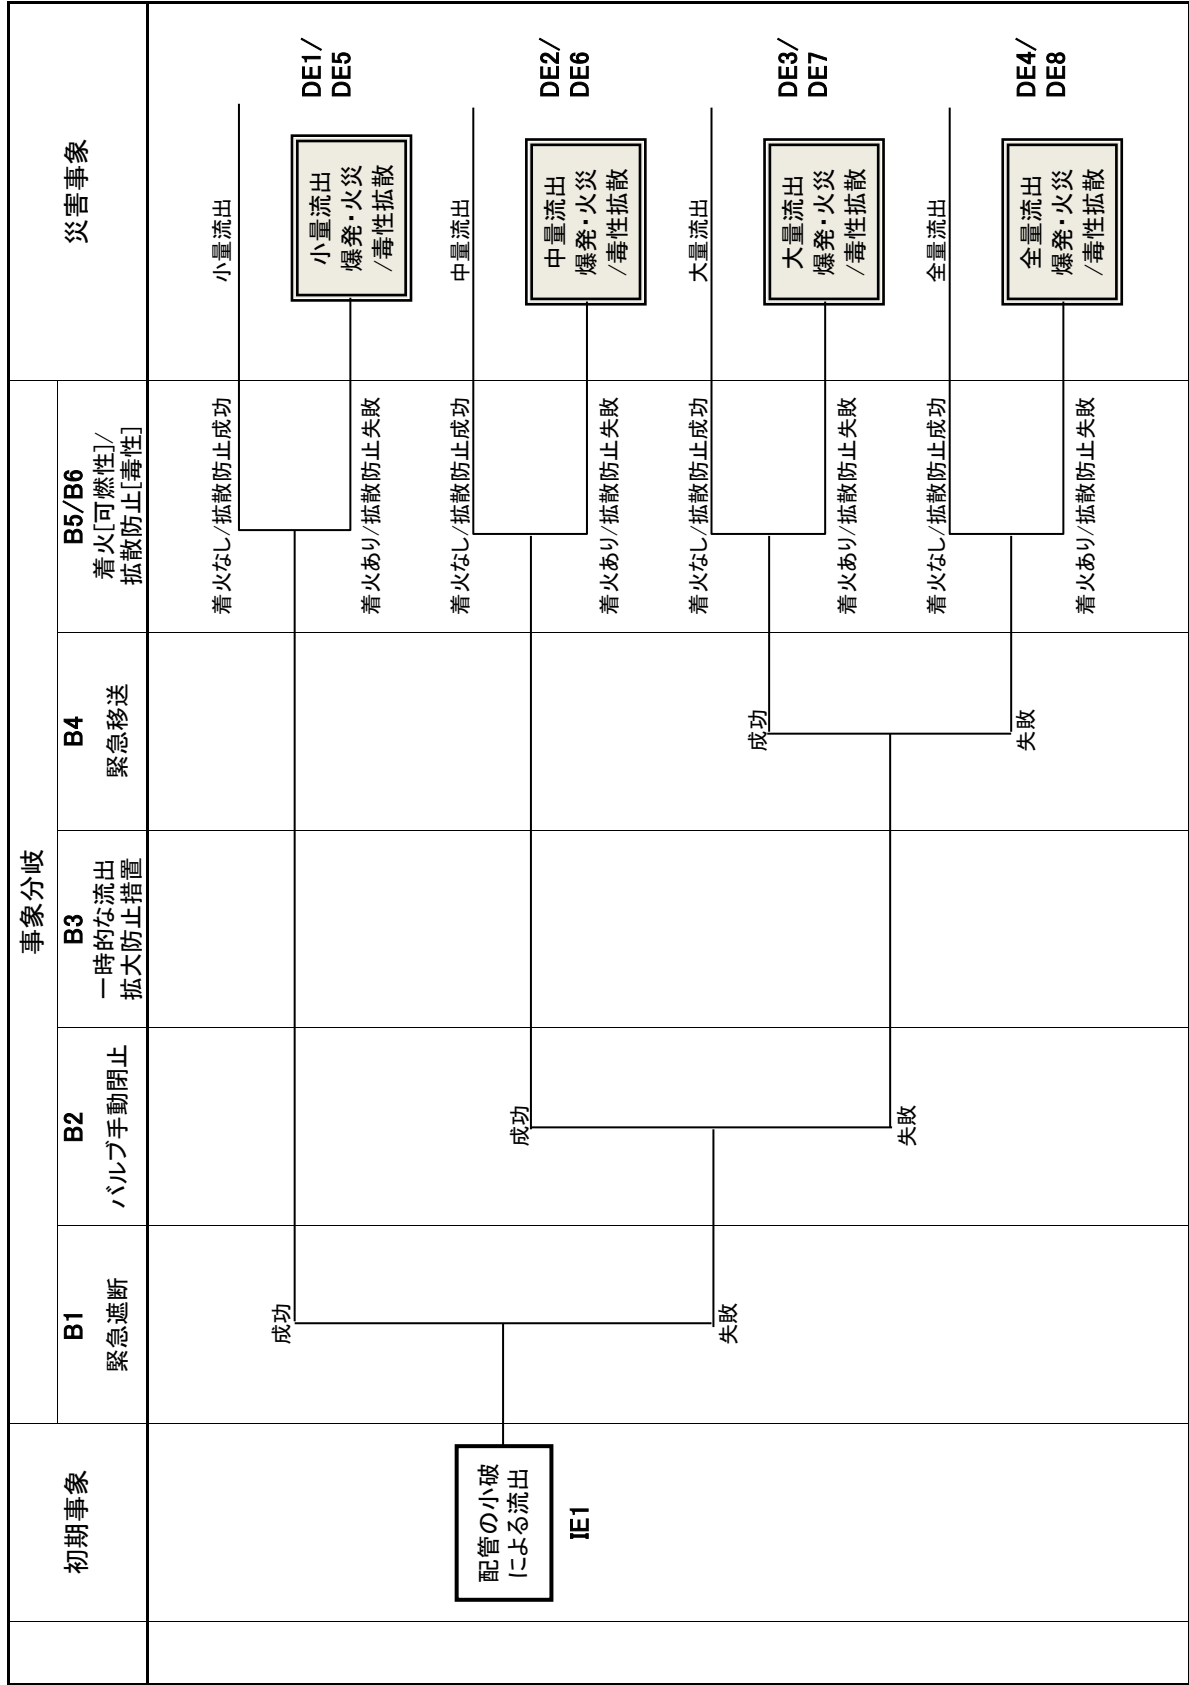 初期事象
事象分岐
災害事象
B1
緊急遮断
B2
バルブ手動閉止
B3
一時的な流出
拡大防止措置
B4
緊急移送
B5/B6
着火[可燃性]/
拡散防止[毒性]
配管の小破
による流出
IE1
成功
失敗
成功
失敗
成功
失敗
着火なし/拡散防止成功
小量流出
着火あり/拡散防止失敗
小量流出
爆発・火災
/毒性拡散
DE1/
DE5
着火なし/拡散防止成功
中量流出
着火あり/拡散防止失敗
中量流出
爆発・火災
/毒性拡散
DE2/
DE6
着火なし/拡散防止成功
大量流出
着火あり/拡散防止失敗
大量流出
爆発・火災
/毒性拡散
DE3/
DE7
着火なし/拡散防止成功
全量流出
着火あり/拡散防止失敗
全量流出
爆発・火災
/毒性拡散
DE4/
DE8